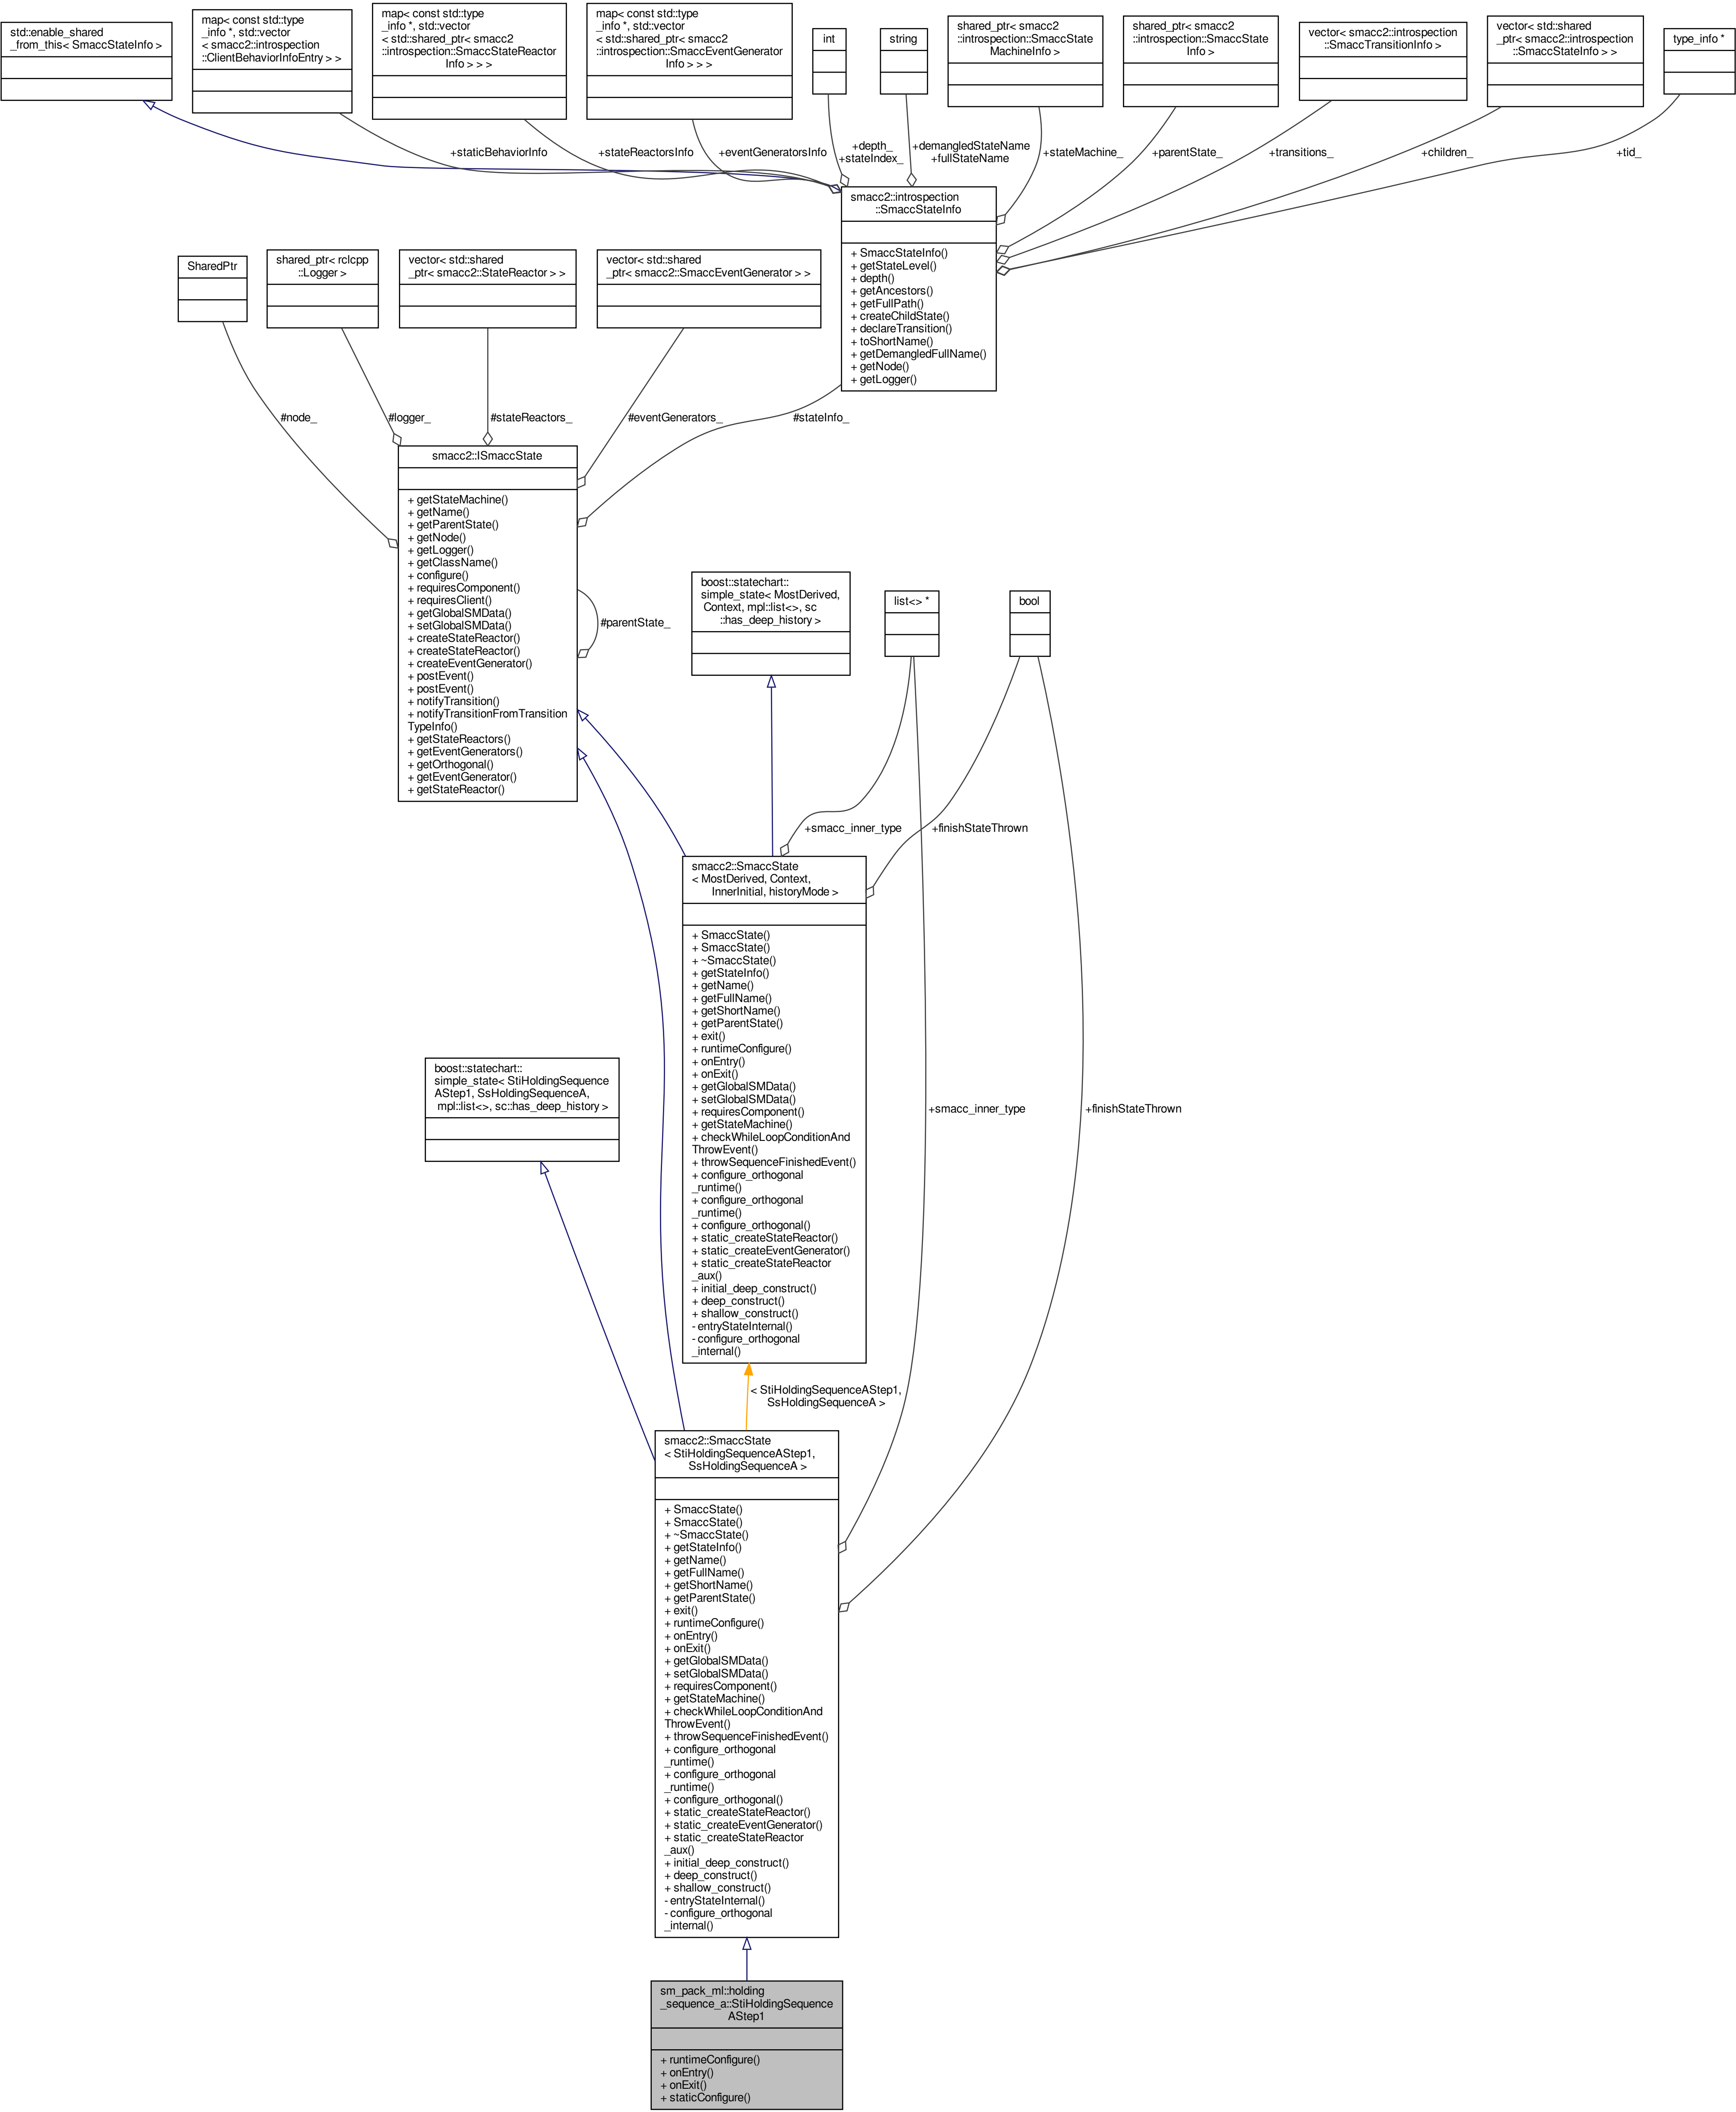 std::enable_shared
_from_this< SmaccStateInfo >
map< const std::type
_info *, std::vector
< smacc2::introspection
::ClientBehaviorInfoEntry > >
map< const std::type
_info *, std::vector
< std::shared_ptr< smacc2
::introspection::SmaccStateReactor
Info > > >
map< const std::type
_info *, std::vector
< std::shared_ptr< smacc2
::introspection::SmaccEventGenerator
Info > > >
int
string
shared_ptr< smacc2
::introspection::SmaccState
MachineInfo >
shared_ptr< smacc2
::introspection::SmaccState
Info >
vector< smacc2::introspection
::SmaccTransitionInfo >
vector< std::shared
_ptr< smacc2::introspection
::SmaccStateInfo > >
type_info *
+staticBehaviorInfo
+stateReactorsInfo
+eventGeneratorsInfo
+depth_
+stateIndex_
+demangledStateName
+fullStateName
+stateMachine_
+parentState_
+transitions_
+children_
+tid_
smacc2::introspection
::SmaccStateInfo
+ SmaccStateInfo()
+ getStateLevel()
+ depth()
+ getAncestors()
+ getFullPath()
+ createChildState()
+ declareTransition()
+ toShortName()
+ getDemangledFullName()
+ getNode()
+ getLogger()
SharedPtr
shared_ptr< rclcpp
::Logger >
vector< std::shared
_ptr< smacc2::StateReactor > >
vector< std::shared
_ptr< smacc2::SmaccEventGenerator > >
#node_
#logger_
#stateReactors_
#eventGenerators_
#stateInfo_
smacc2::ISmaccState
+ getStateMachine()
+ getName()
+ getParentState()
+ getNode()
+ getLogger()
+ getClassName()
+ configure()
+ requiresComponent()
+ requiresClient()
+ getGlobalSMData()
+ setGlobalSMData()
+ createStateReactor()
+ createStateReactor()
+ createEventGenerator()
+ postEvent()
+ postEvent()
+ notifyTransition()
+ notifyTransitionFromTransition
TypeInfo()
+ getStateReactors()
+ getEventGenerators()
+ getOrthogonal()
+ getEventGenerator()
+ getStateReactor()
#parentState_
boost::statechart::
simple_state< MostDerived,
Context, mpl::list<>, sc
::has_deep_history >
list<> *
bool
+smacc_inner_type
+finishStateThrown
smacc2::SmaccState
< MostDerived, Context,
InnerInitial, historyMode >
+ SmaccState()
+ SmaccState()
+ ~SmaccState()
+ getStateInfo()
+ getName()
+ getFullName()
+ getShortName()
+ getParentState()
+ exit()
+ runtimeConfigure()
+ onEntry()
+ onExit()
+ getGlobalSMData()
+ setGlobalSMData()
+ requiresComponent()
+ getStateMachine()
+ checkWhileLoopConditionAnd
ThrowEvent()
+ throwSequenceFinishedEvent()
+ configure_orthogonal
_runtime()
+ configure_orthogonal
_runtime()
+ configure_orthogonal()
+ static_createStateReactor()
+ static_createEventGenerator()
+ static_createStateReactor
_aux()
+ initial_deep_construct()
+ deep_construct()
+ shallow_construct()
- entryStateInternal()
- configure_orthogonal
_internal()
boost::statechart::
simple_state< StiHoldingSequence
AStep1, SsHoldingSequenceA,
mpl::list<>, sc::has_deep_history >
+smacc_inner_type
+finishStateThrown
< StiHoldingSequenceAStep1,
SsHoldingSequenceA >
smacc2::SmaccState
< StiHoldingSequenceAStep1,
SsHoldingSequenceA >
+ SmaccState()
+ SmaccState()
+ ~SmaccState()
+ getStateInfo()
+ getName()
+ getFullName()
+ getShortName()
+ getParentState()
+ exit()
+ runtimeConfigure()
+ onEntry()
+ onExit()
+ getGlobalSMData()
+ setGlobalSMData()
+ requiresComponent()
+ getStateMachine()
+ checkWhileLoopConditionAnd
ThrowEvent()
+ throwSequenceFinishedEvent()
+ configure_orthogonal
_runtime()
+ configure_orthogonal
_runtime()
+ configure_orthogonal()
+ static_createStateReactor()
+ static_createEventGenerator()
+ static_createStateReactor
_aux()
+ initial_deep_construct()
+ deep_construct()
+ shallow_construct()
- entryStateInternal()
- configure_orthogonal
_internal()
sm_pack_ml::holding
_sequence_a::StiHoldingSequence
AStep1
+ runtimeConfigure()
+ onEntry()
+ onExit()
+ staticConfigure()